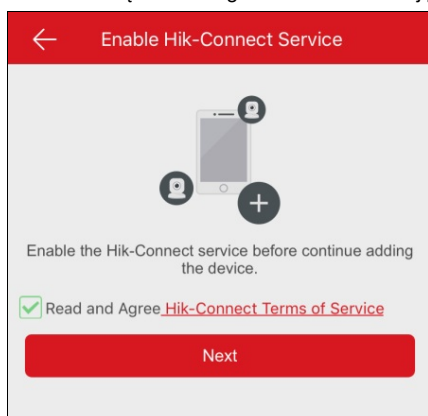 Enable Hik-Connect Service
Enable the Hik-Connect service before continue adding
the device.
Read and Agree Hik-Connect Terms of Service
Next